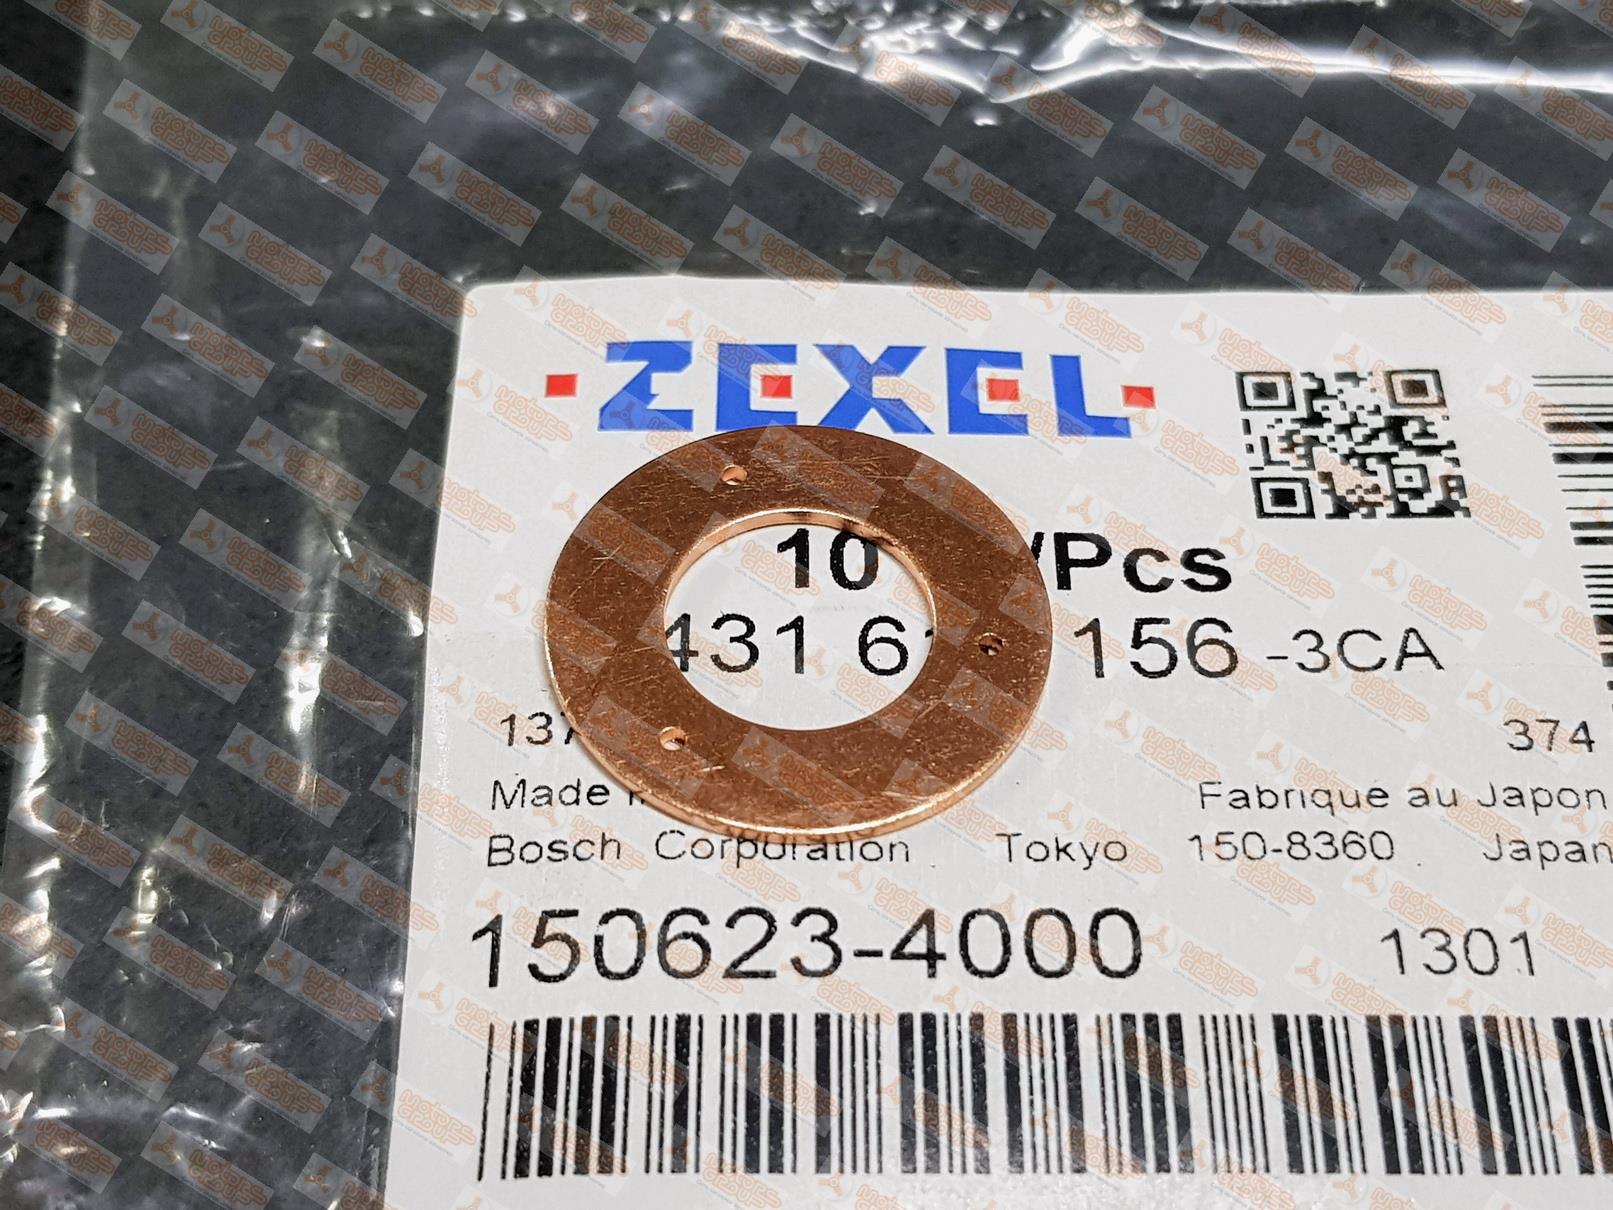 ZEXEL
10 /Pcs
431 6 156 -3CA
137 374
Made
Fabrique au Japon
Bosch Corporation Tokyo 150-8360 Japan
150623-4000 1301